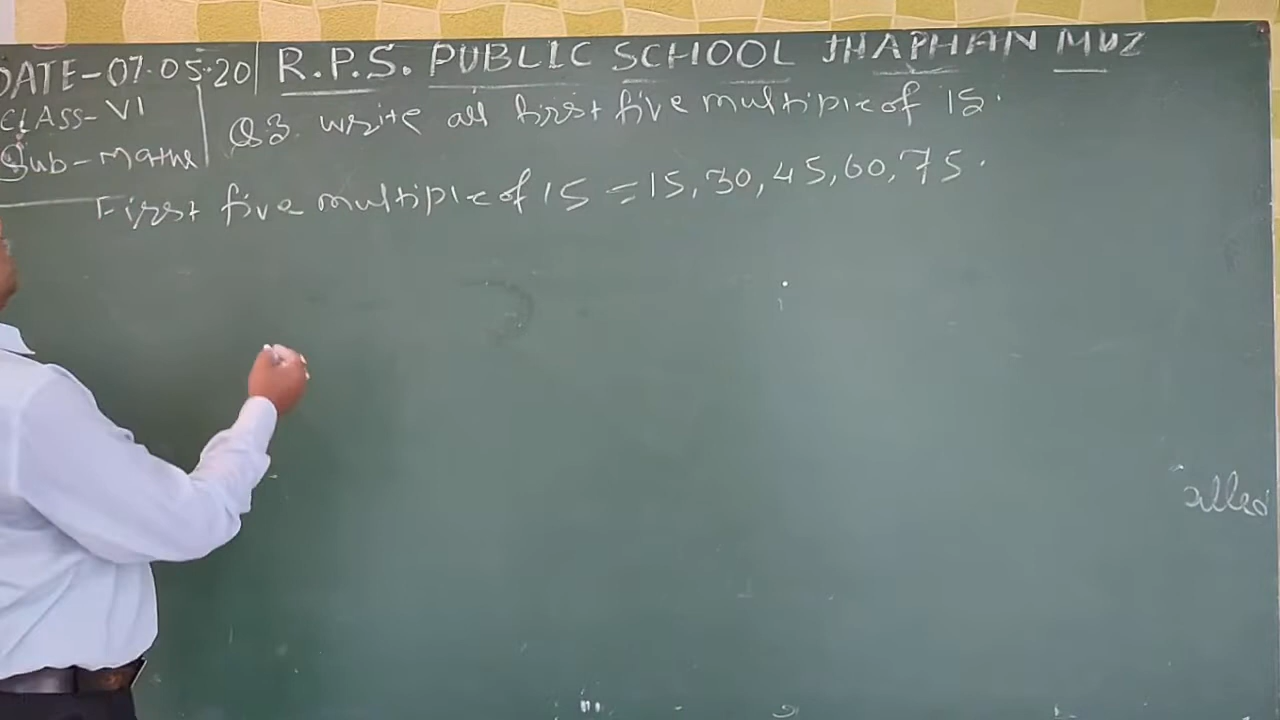 DATE-07.05.20 R.P.S. PUBLIC SCHOOL JHAPHAN MUZ
CLASS-VI
Sub-Maths
Q3. write all first five multiple of 15.
First five multiple of 15 = 15, 30, 45, 60, 75.
alled